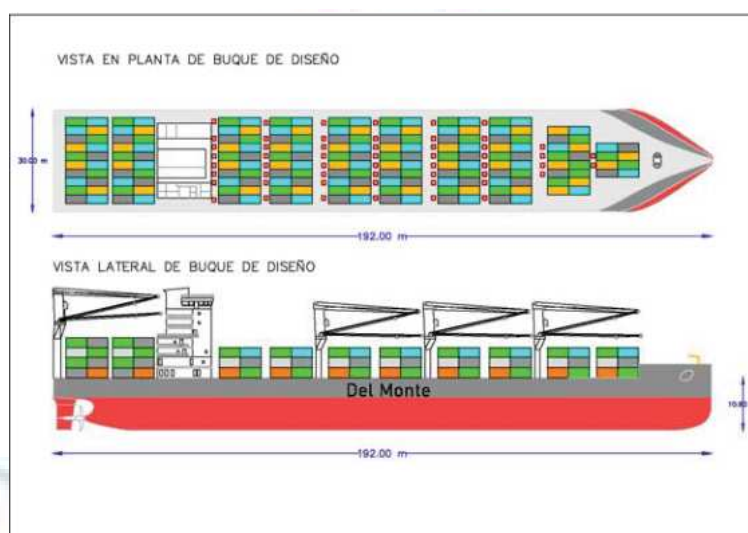 VISTA EN PLANTA DE BUQUE DE DISEÑO
30.00 m
192.00 m
VISTA LATERAL DE BUQUE DE DISEÑO
Del Monte
192.00 m